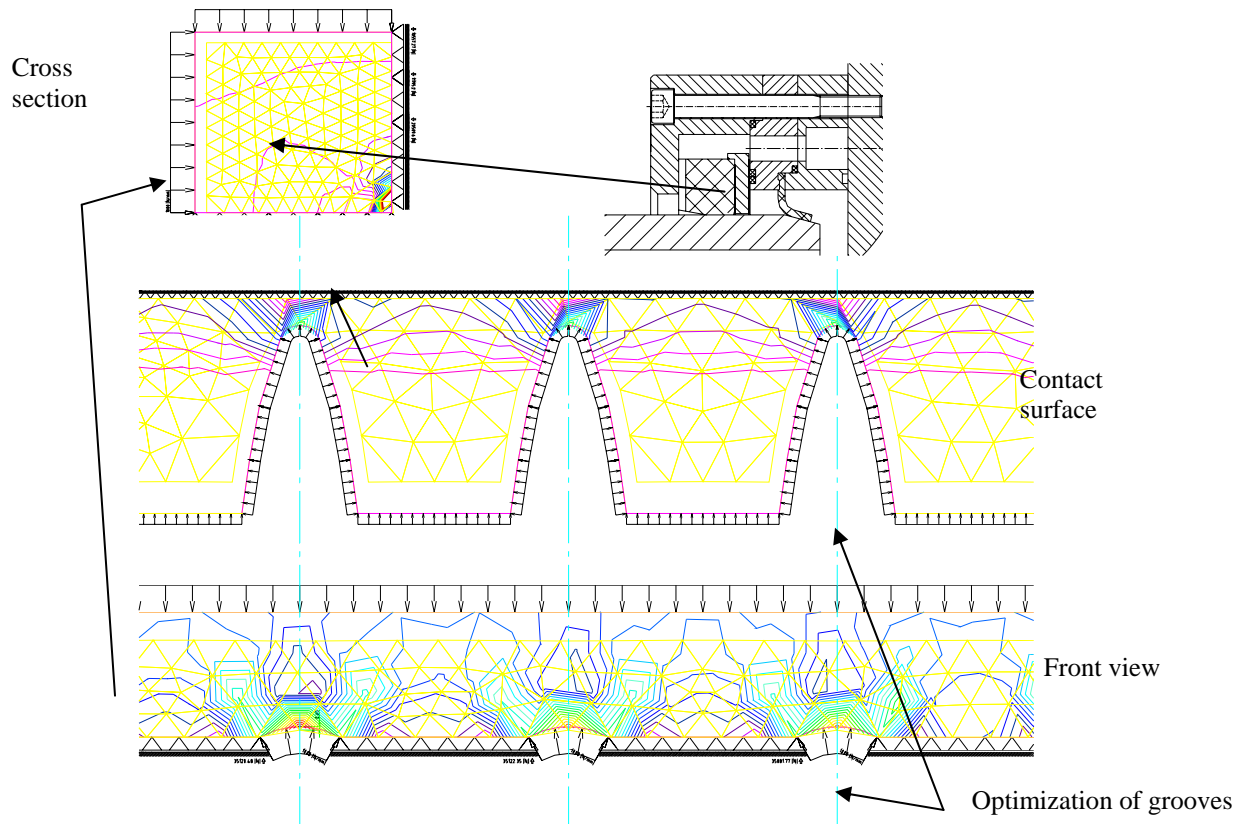 Cross
section
Contact
surface
Front view
Optimization of grooves